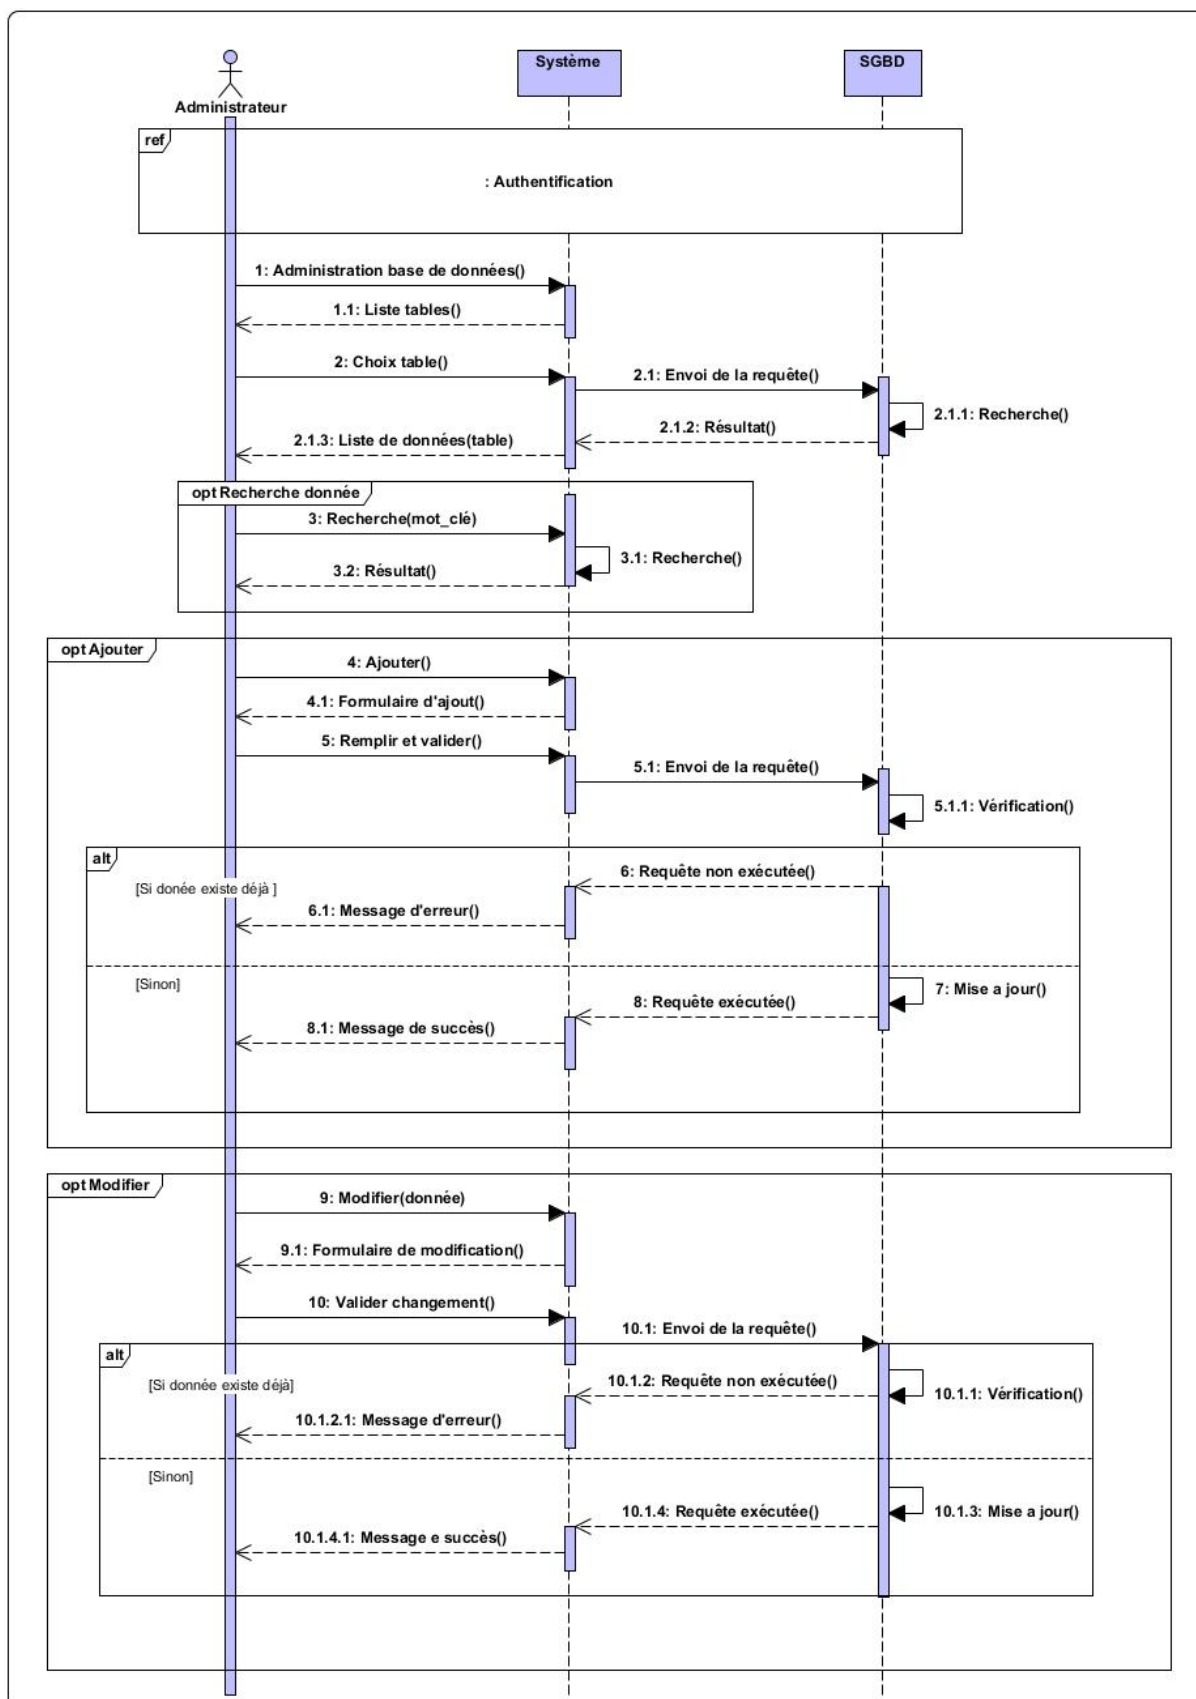 Système
SGBD
Administrateur
ref
: Authentification
1: Administration base de données()
1.1: Liste tables()
2: Choix table()
2.1: Envoi de la requête()
2.1.1: Recherche()
2.1.2: Résultat()
2.1.3: Liste de données(table)
opt Recherche donnée
3: Recherche(mot_clé)
3.1: Recherche()
3.2: Résultat()
opt Ajouter
4: Ajouter()
4.1: Formulaire d'ajout()
5: Remplir et valider()
5.1: Envoi de la requête()
5.1.1: Vérification()
alt
6: Requête non exécutée()
[Si donée existe déjà ]
6.1: Message d'erreur()
[Sinon]
7: Mise a jour()
8: Requête exécutée()
8.1: Message de succès()
opt Modifier
9: Modifier(donnée)
9.1: Formulaire de modification()
10: Valider changement()
10.1: Envoi de la requête()
alt
[Si donnée existe déjà]
10.1.2: Requête non exécutée()
10.1.1: Vérification()
10.1.2.1: Message d'erreur()
[Sinon]
10.1.4: Requête exécutée()
10.1.3: Mise a jour()
10.1.4.1: Message e succès()